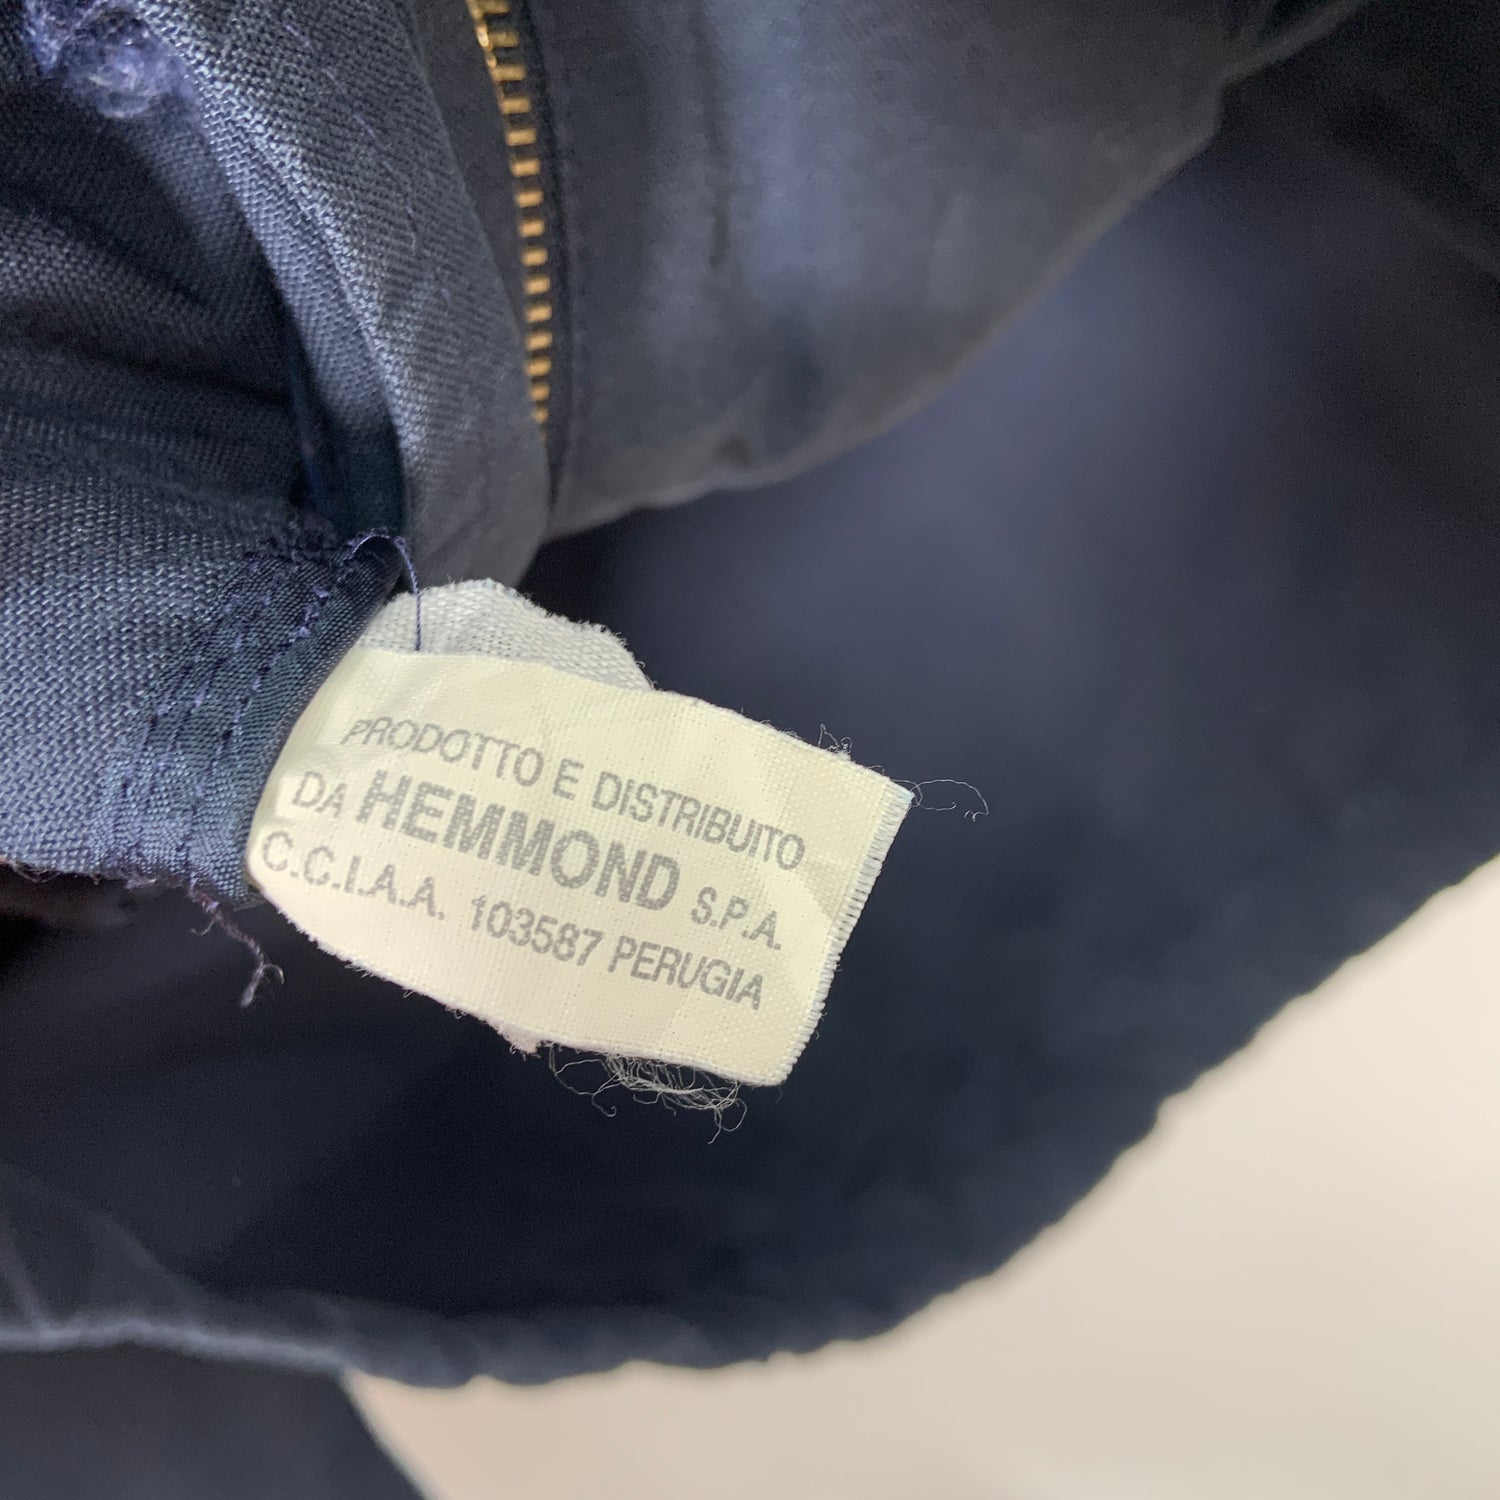 PRODOTTO E DISTRIBUITO
DA HEMMOND S.P.A.
C.C.I.A.A. 103587 PERUGIA